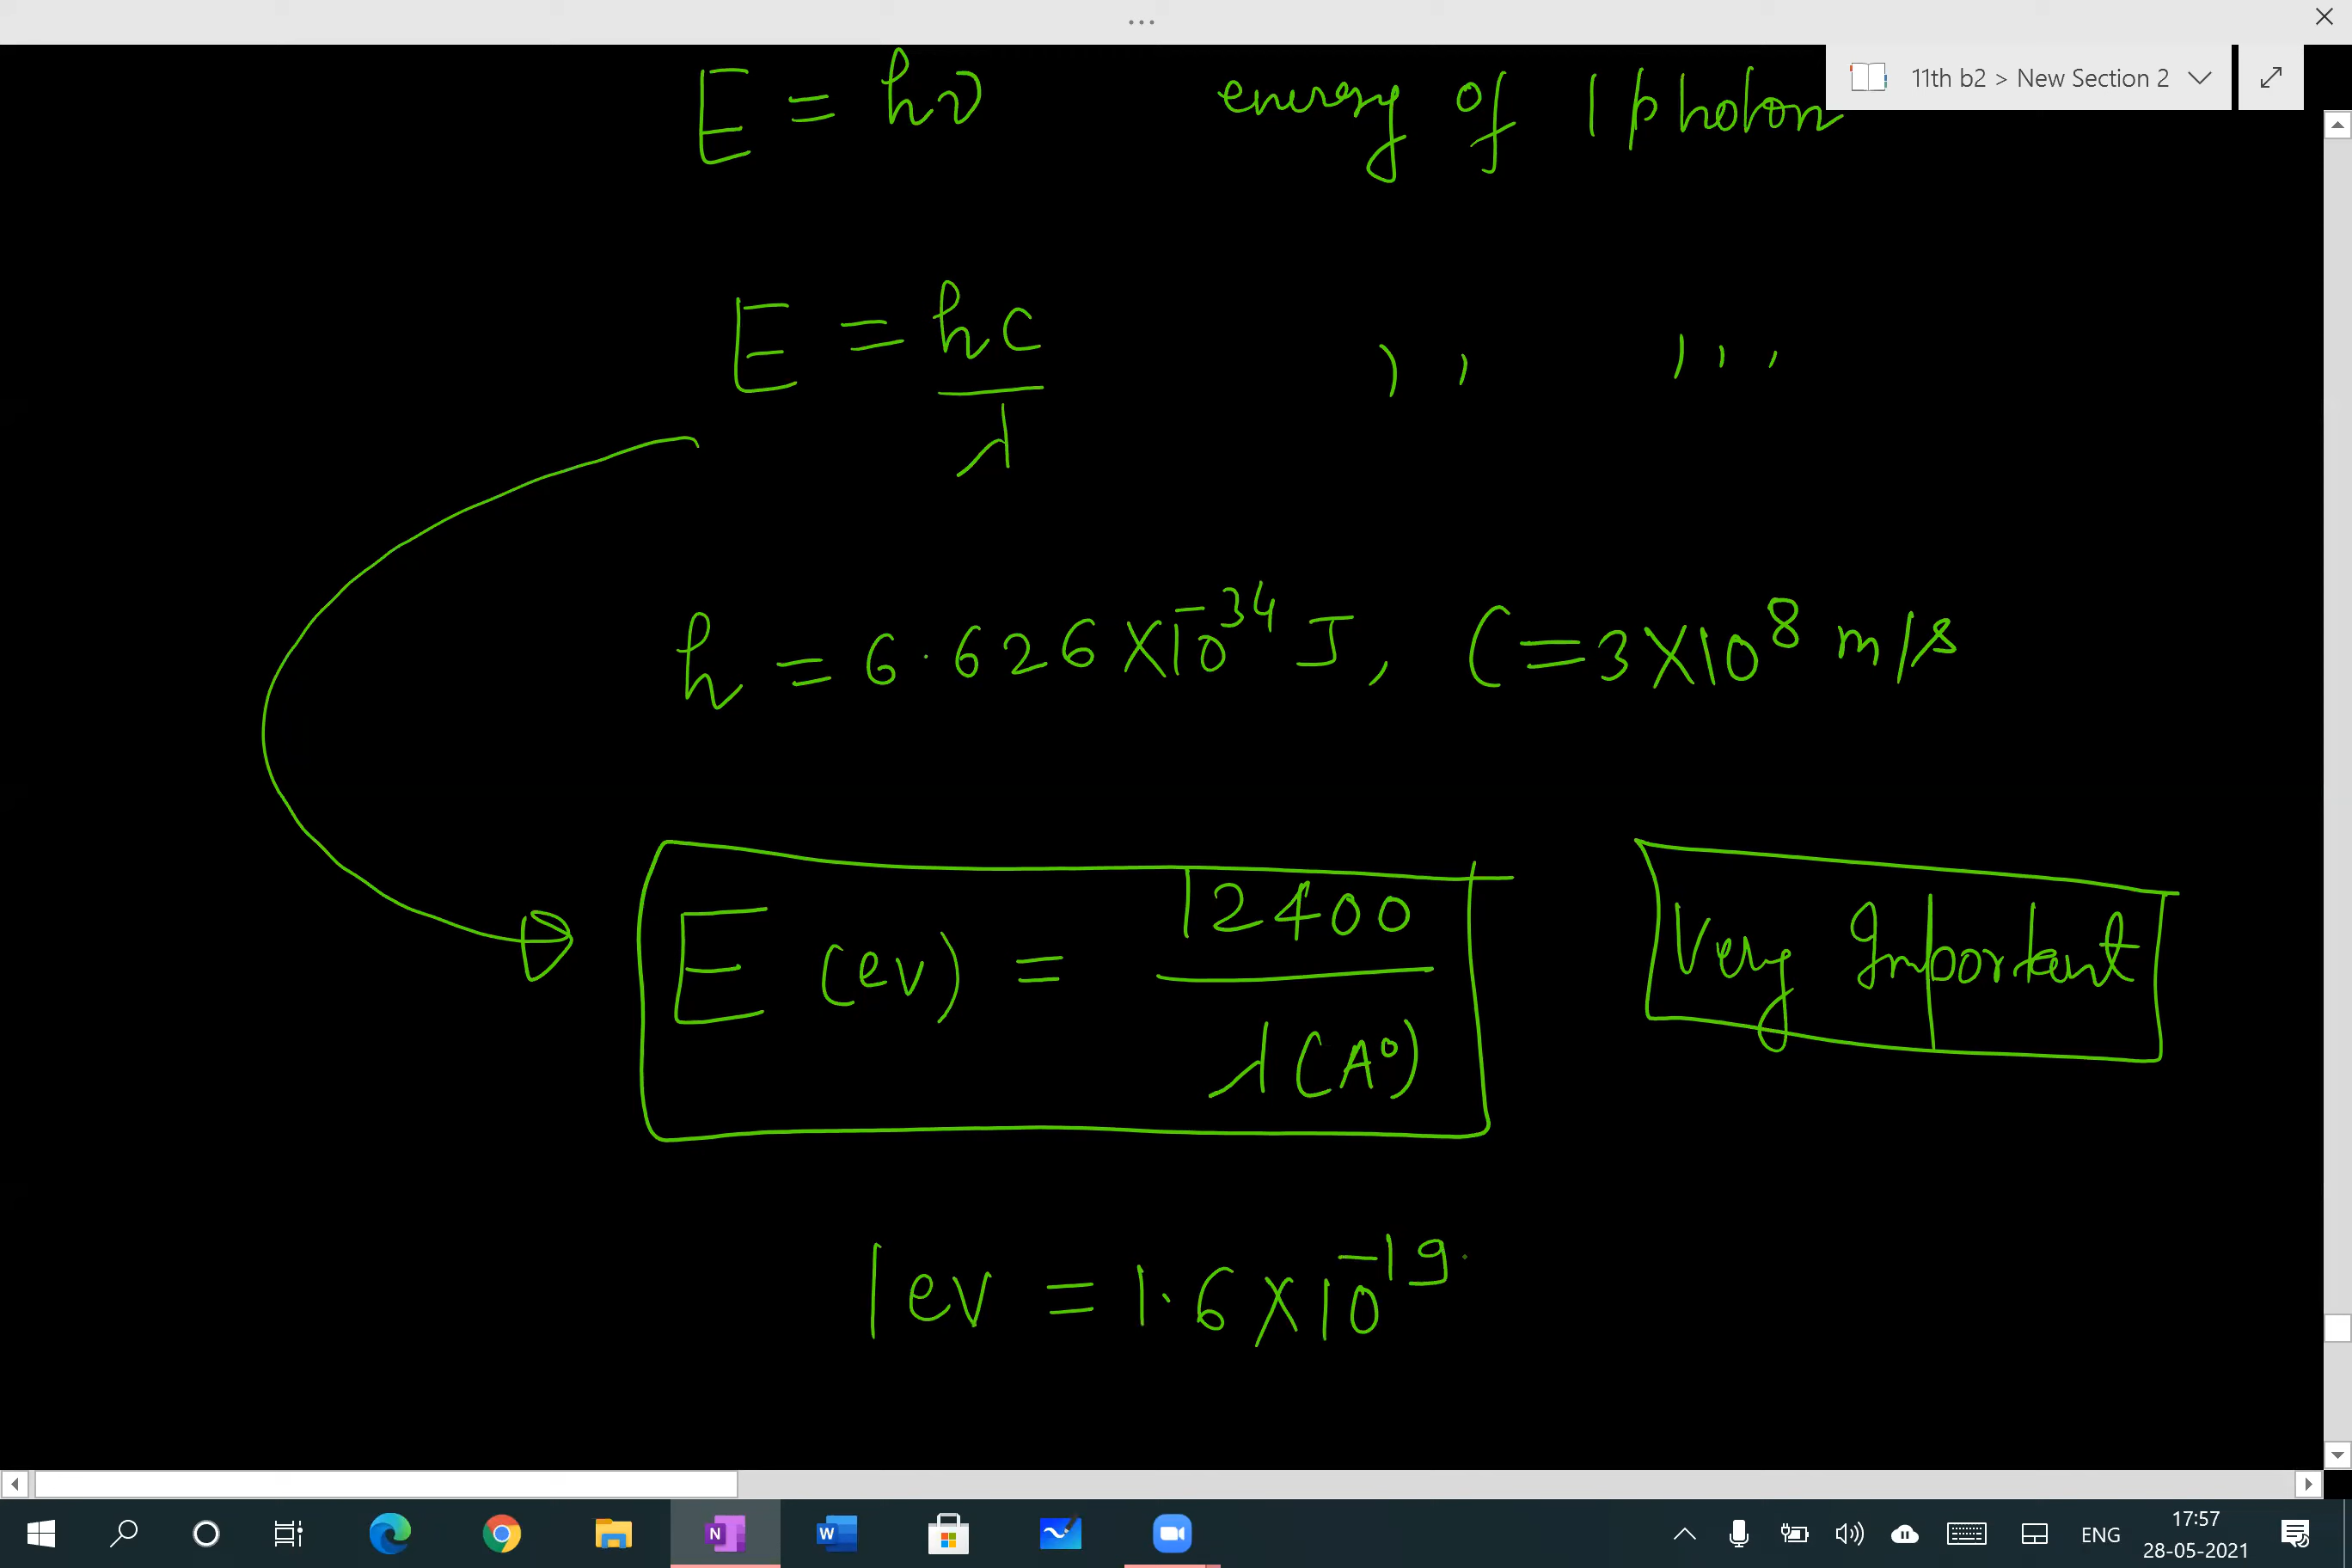 ...
11th b2 > New Section 2
E = hν energy of 1 photon
E = hc/λ ,, ,,,
h = 6.626×10⁻³⁴ J, C = 3×10⁸ m/s
E (ev) = 12400/λ(A°) Very Important
1 ev = 1.6×10⁻¹⁹
N W ENG 17:57
28-05-2021